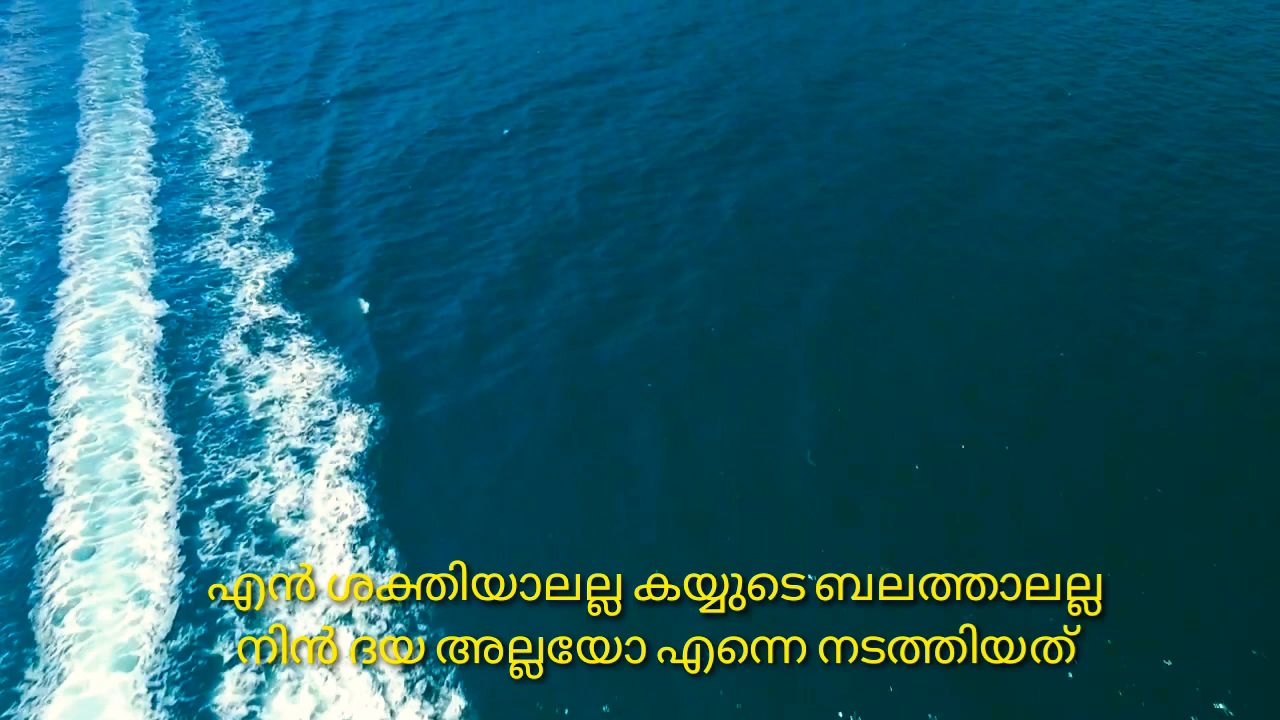 എൻ ശക്തിയാലല്ല കയ്യുടെ ബലത്താലല്ല
നിൻ ദയ അല്ലയോ എന്നെ നടത്തിയത്